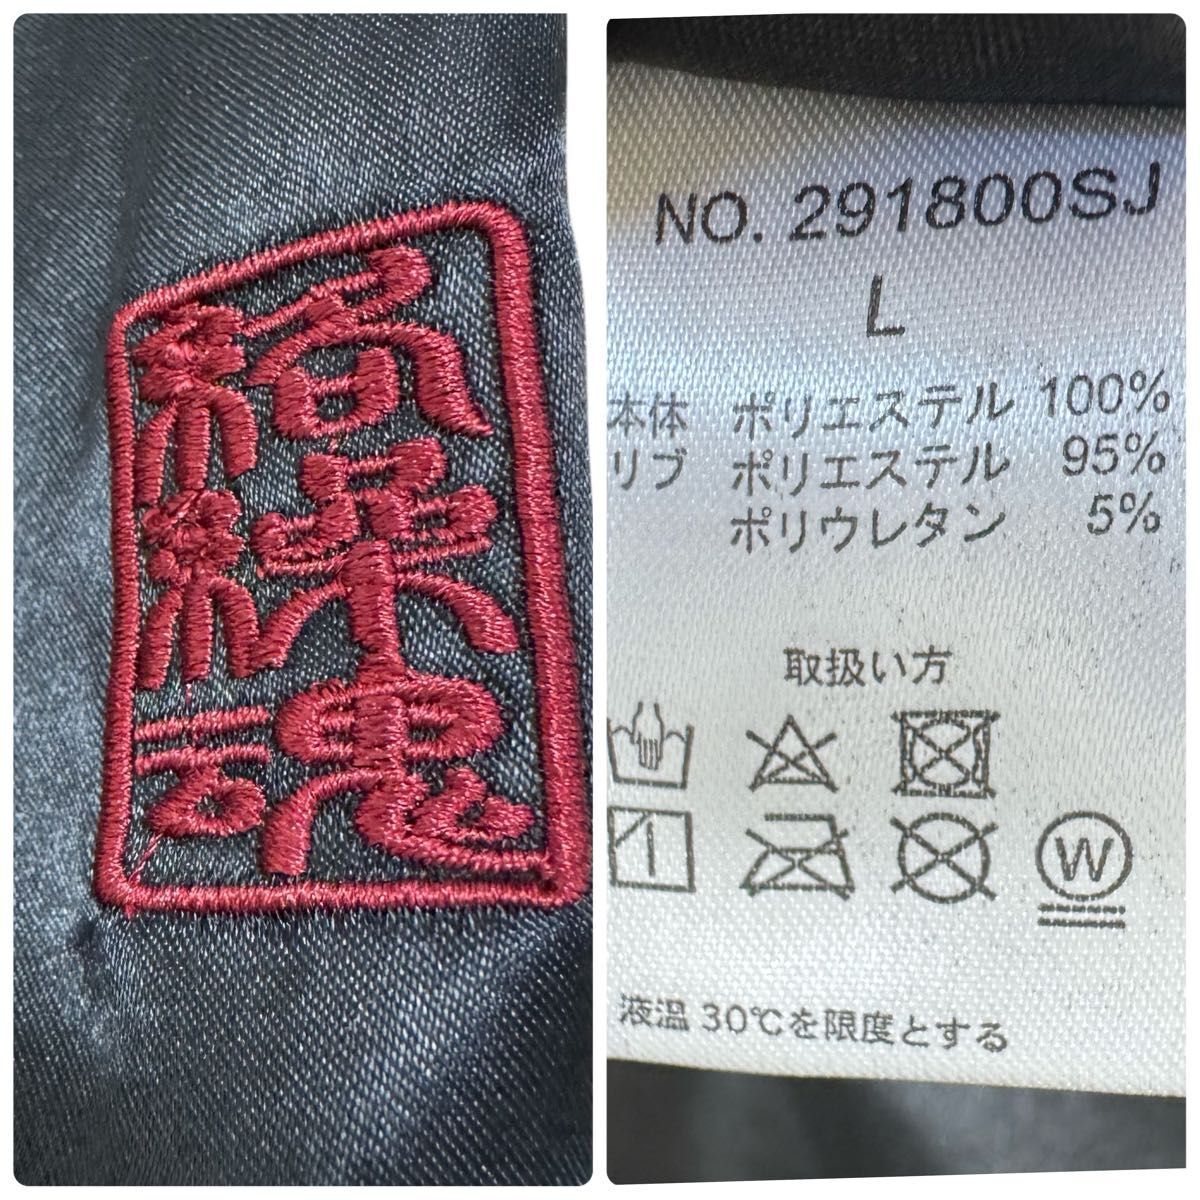 絡繰魂
NO. 291800SJ
L
本体 ポリエステル 100%
リブ ポリエステル 95%
ポリウレタン 5%
取扱い方
W
液温 30℃を限度とする